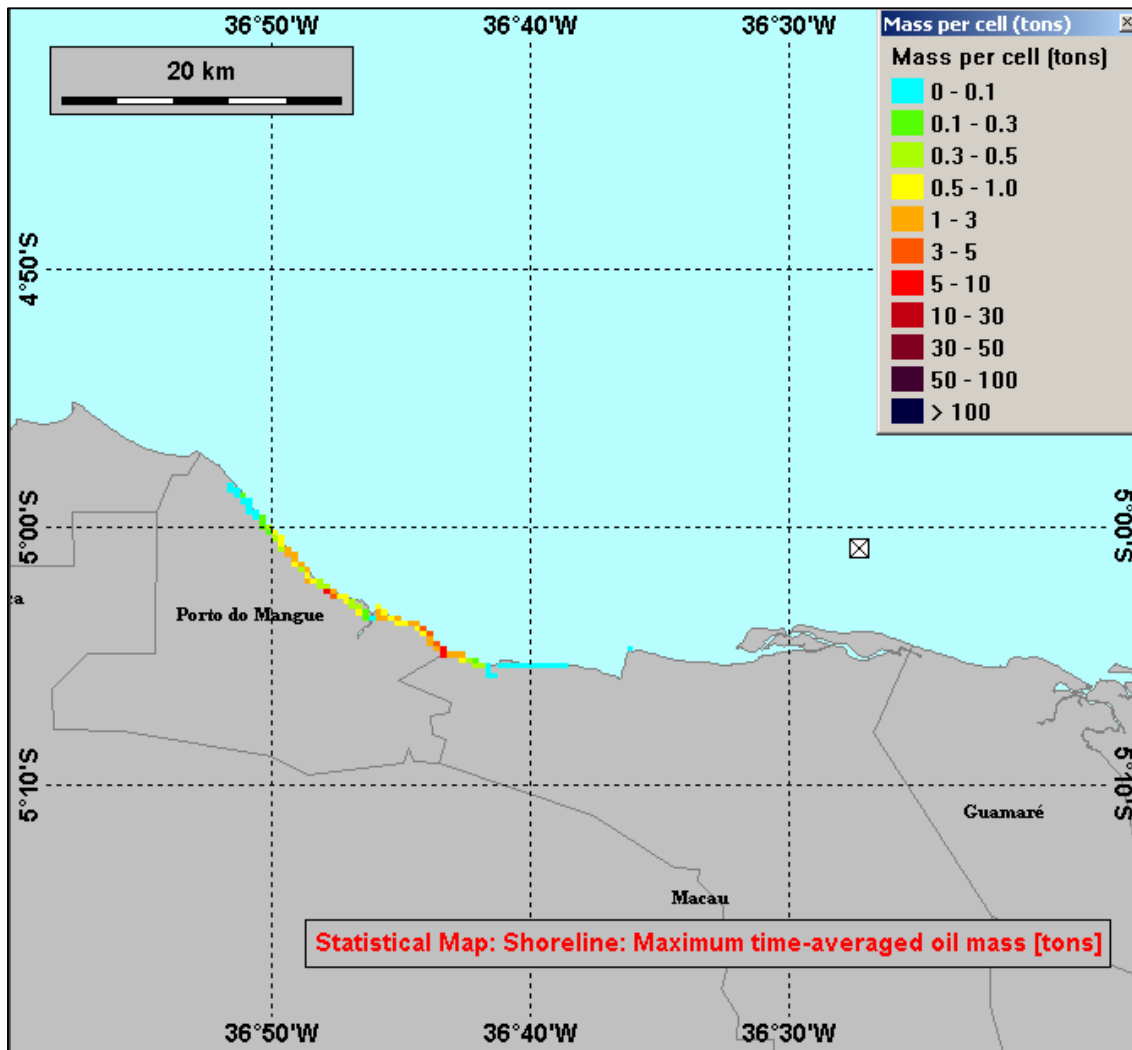 36°50'W
36°40'W
36°30'W
Mass per cell (tons)
20 km
Mass per cell (tons)
0 - 0.1
0.1 - 0.3
0.3 - 0.5
0.5 - 1.0
1 - 3
3 - 5
5 - 10
10 - 30
30 - 50
50 - 100
> 100
4°50'S
5°00'S
5°00'S
a
Porto do Mangue
5°10'S
5°10'S
Guamaré
Macau
Statistical Map: Shoreline: Maximum time-averaged oil mass [tons]
36°50'W
36°40'W
36°30'W